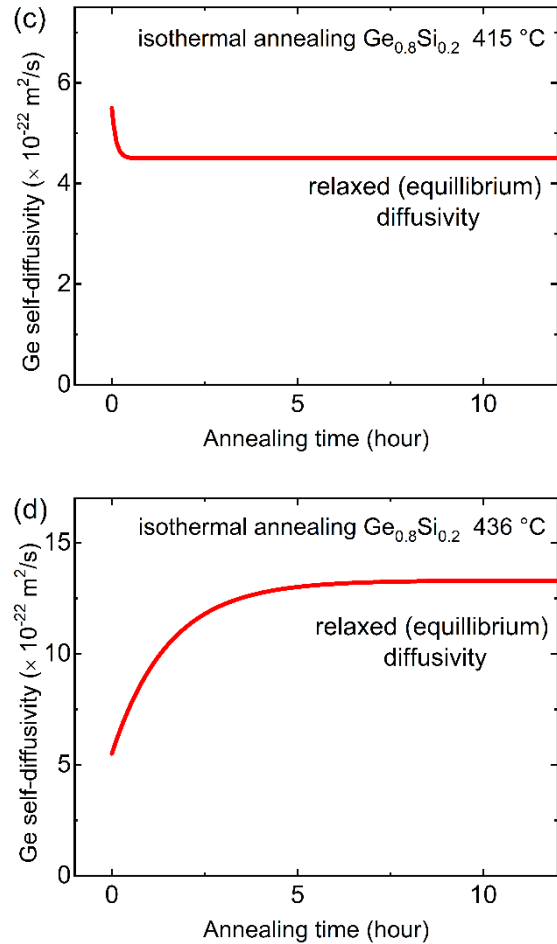 (c)
isothermal annealing Ge0.8Si0.2 415 °C
6
4
2
0
Ge self-diffusivity (× 10-22 m2/s)
relaxed (equillibrium)
diffusivity
0 5 10
Annealing time (hour)
(d)
isothermal annealing Ge0.8Si0.2 436 °C
15
10
5
0
Ge self-diffusivity (× 10-22 m2/s)
relaxed (equillibrium)
diffusivity
0 5 10
Annealing time (hour)